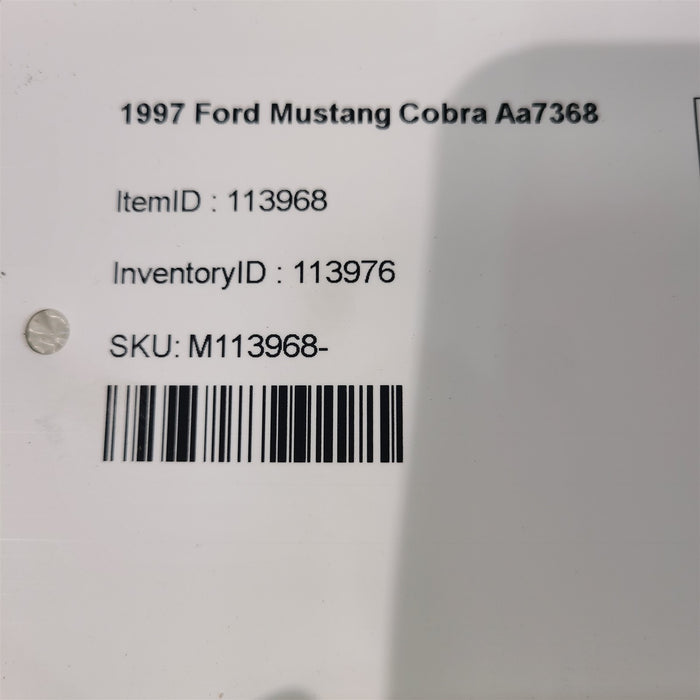 1997 Ford Mustang Cobra Aa7368
ItemID : 113968
InventoryID : 113976
SKU: M113968-